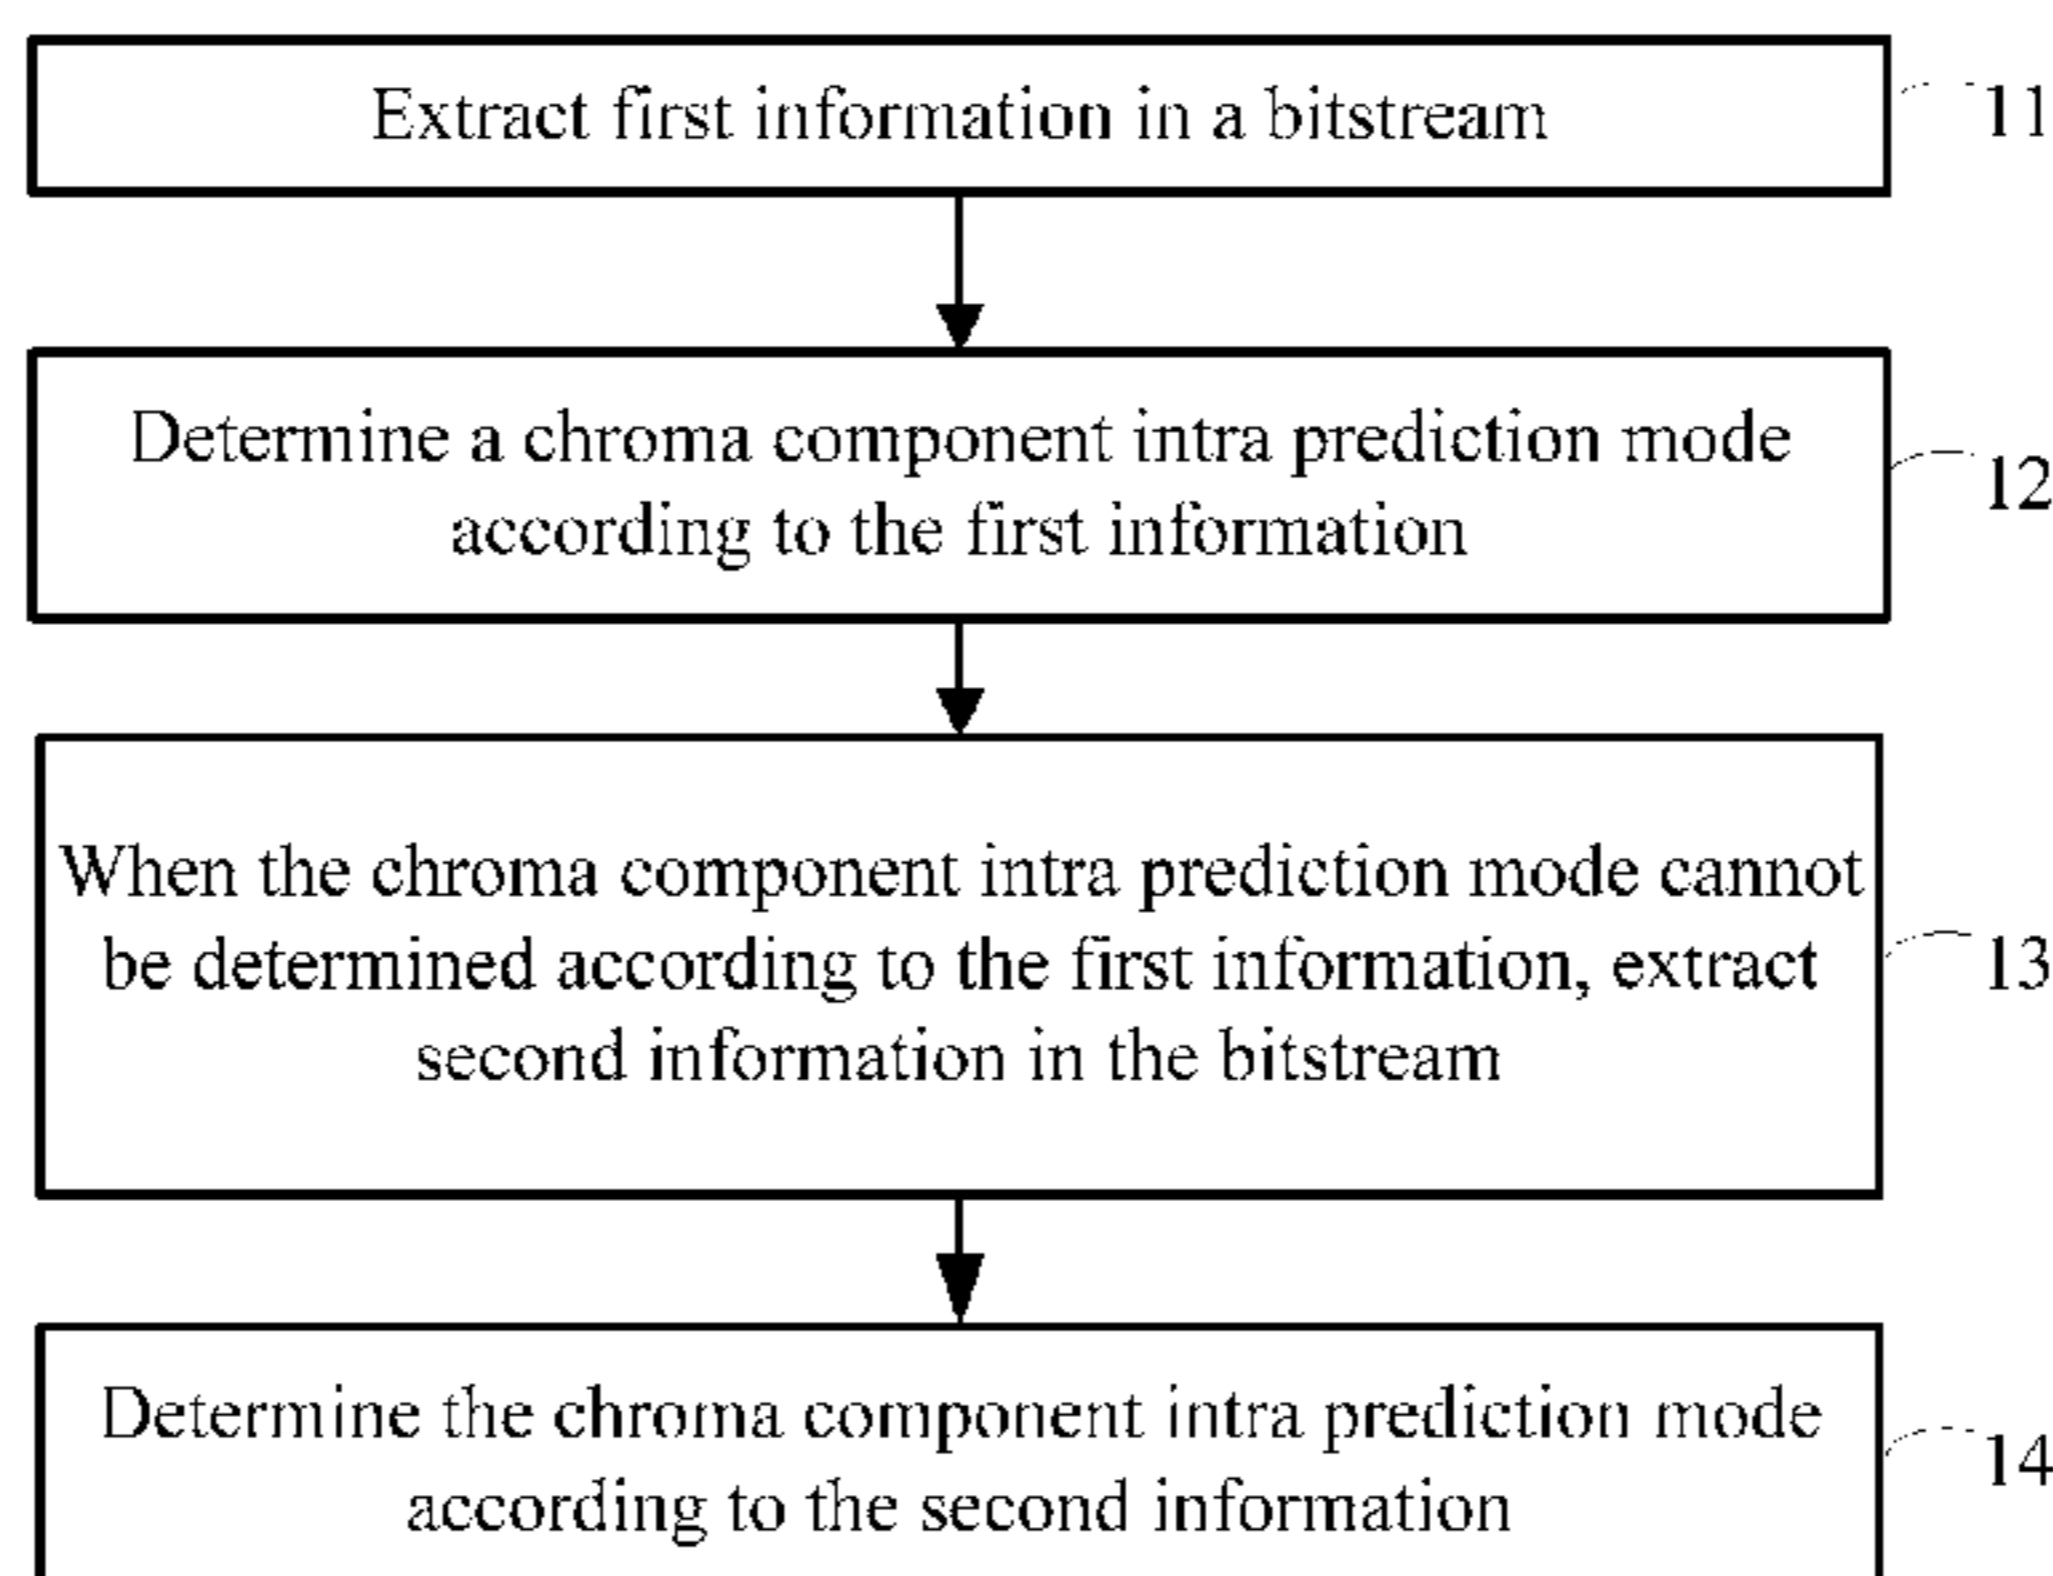 Extract first information in a bitstream
11
Determine a chroma component intra prediction mode
according to the first information
12
When the chroma component intra prediction mode cannot
be determined according to the first information, extract
second information in the bitstream
13
Determine the chroma component intra prediction mode
according to the second information
14